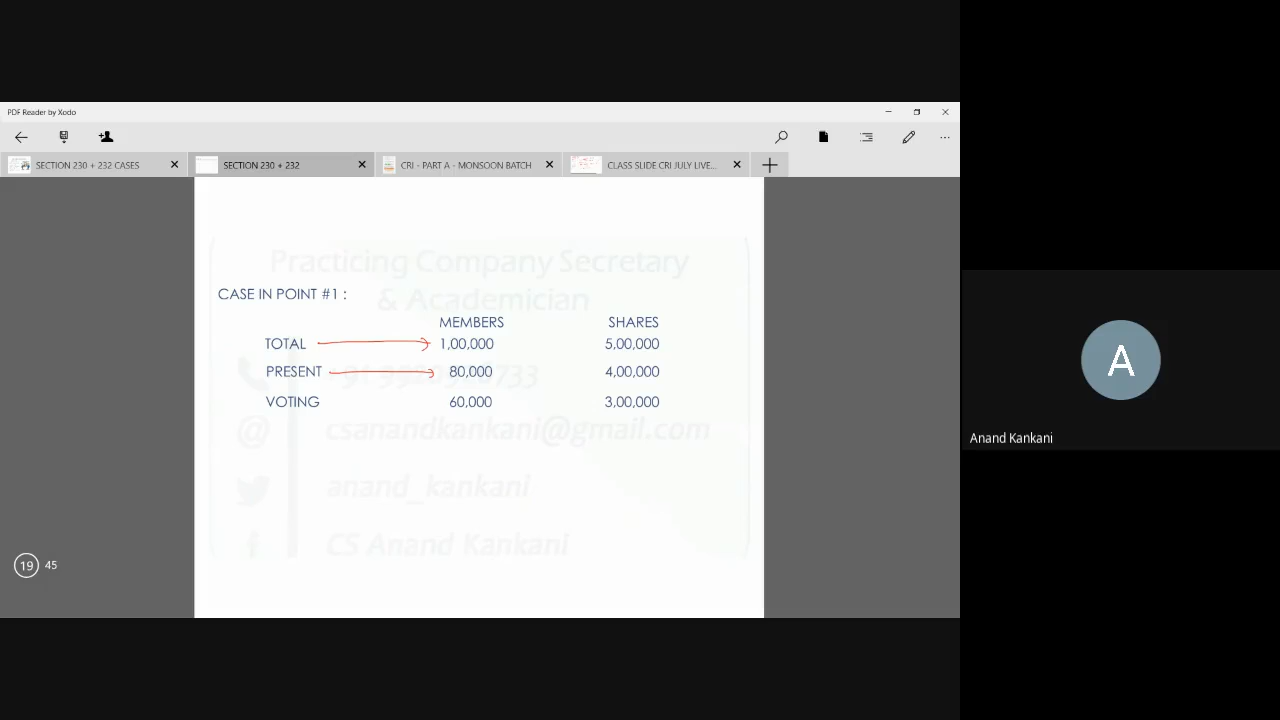 PDF Reader by Xodo
SECTION 230 + 232 CASES
SECTION 230 + 232
CRI - PART A - MONSOON BATCH
CLASS SLIDE CRI JULY LIVE...
Practicing Company Secretary
& Academician
CASE IN POINT #1 :
MEMBERS SHARES
TOTAL 1,00,000 5,00,000
PRESENT 80,000 4,00,000
VOTING 60,000 3,00,000
csanandkankani@gmail.com
anand_kankani
CS Anand Kankani
19 45
A
Anand Kankani